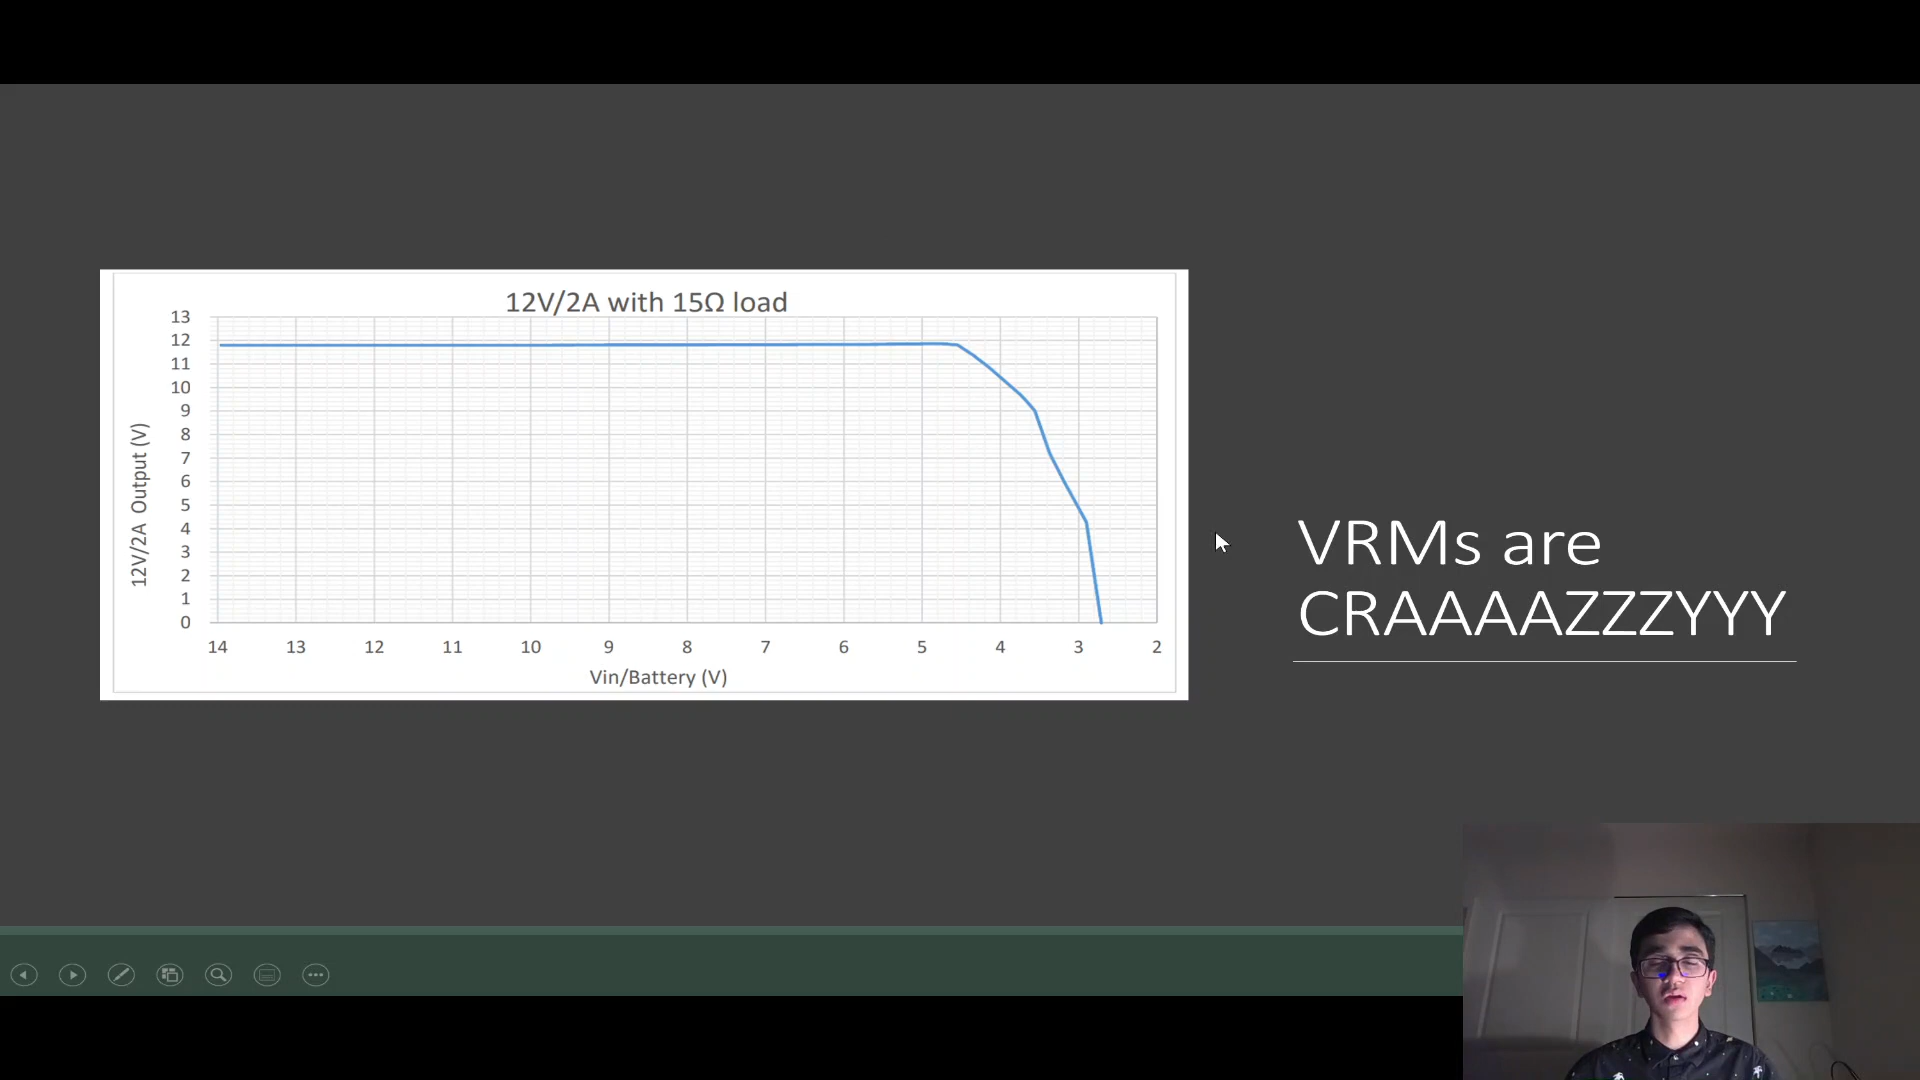 12V/2A with 15Ω load
13
12
11
10
9
8
7
6
5
4
3
2
1
0
12V/2A Output (V)
14 13 12 11 10 9 8 7 6 5 4 3 2
Vin/Battery (V)
VRMs are
CRAAAAZZZYYY